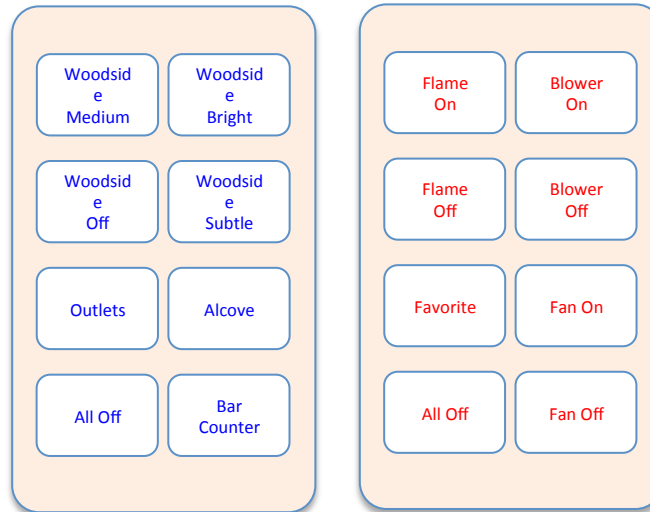 Woodsid
e
Medium
Woodsid
e
Bright
Woodsid
e
Off
Woodsid
e
Subtle
Outlets
Alcove
All Off
Bar
Counter
Flame
On
Blower
On
Flame
Off
Blower
Off
Favorite
Fan On
All Off
Fan Off